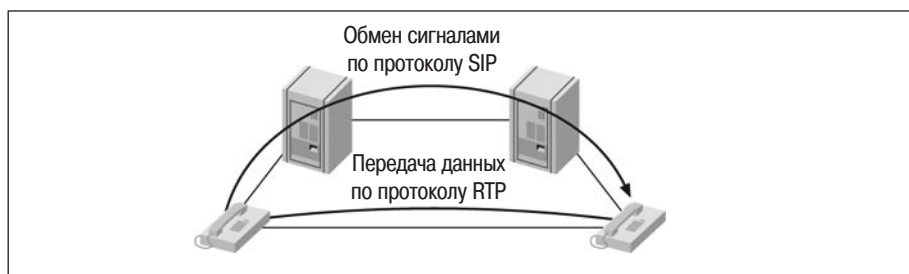 Обмен сигналами
по протоколу SIP
Передача данных
по протоколу RTP